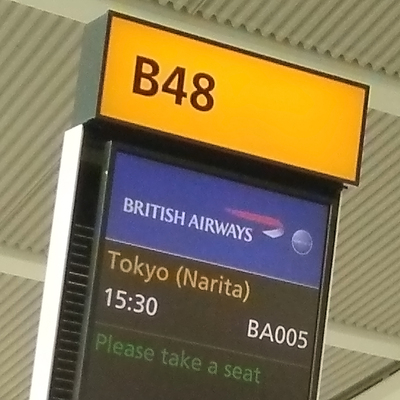 B48
BRITISH AIRWAYS
Tokyo (Narita)
15:30
BA005
Please take a seat